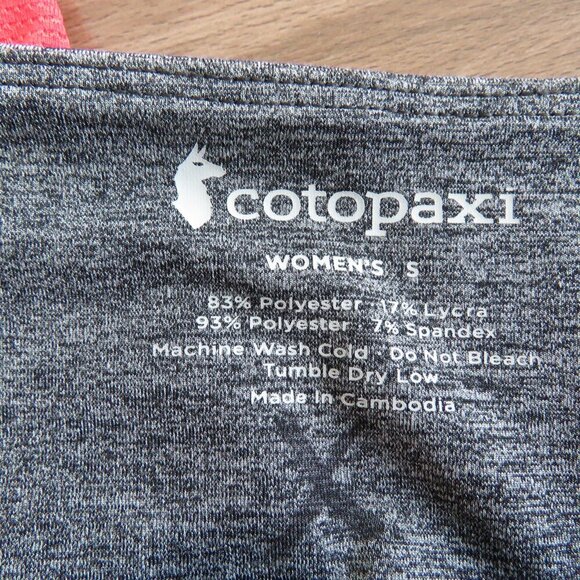 cotopaxi
WOMEN'S S
83% Polyester · 17% Lycra
93% Polyester · 7% Spandex
Machine Wash Cold · Do Not Bleach
Tumble Dry Low
Made In Cambodia